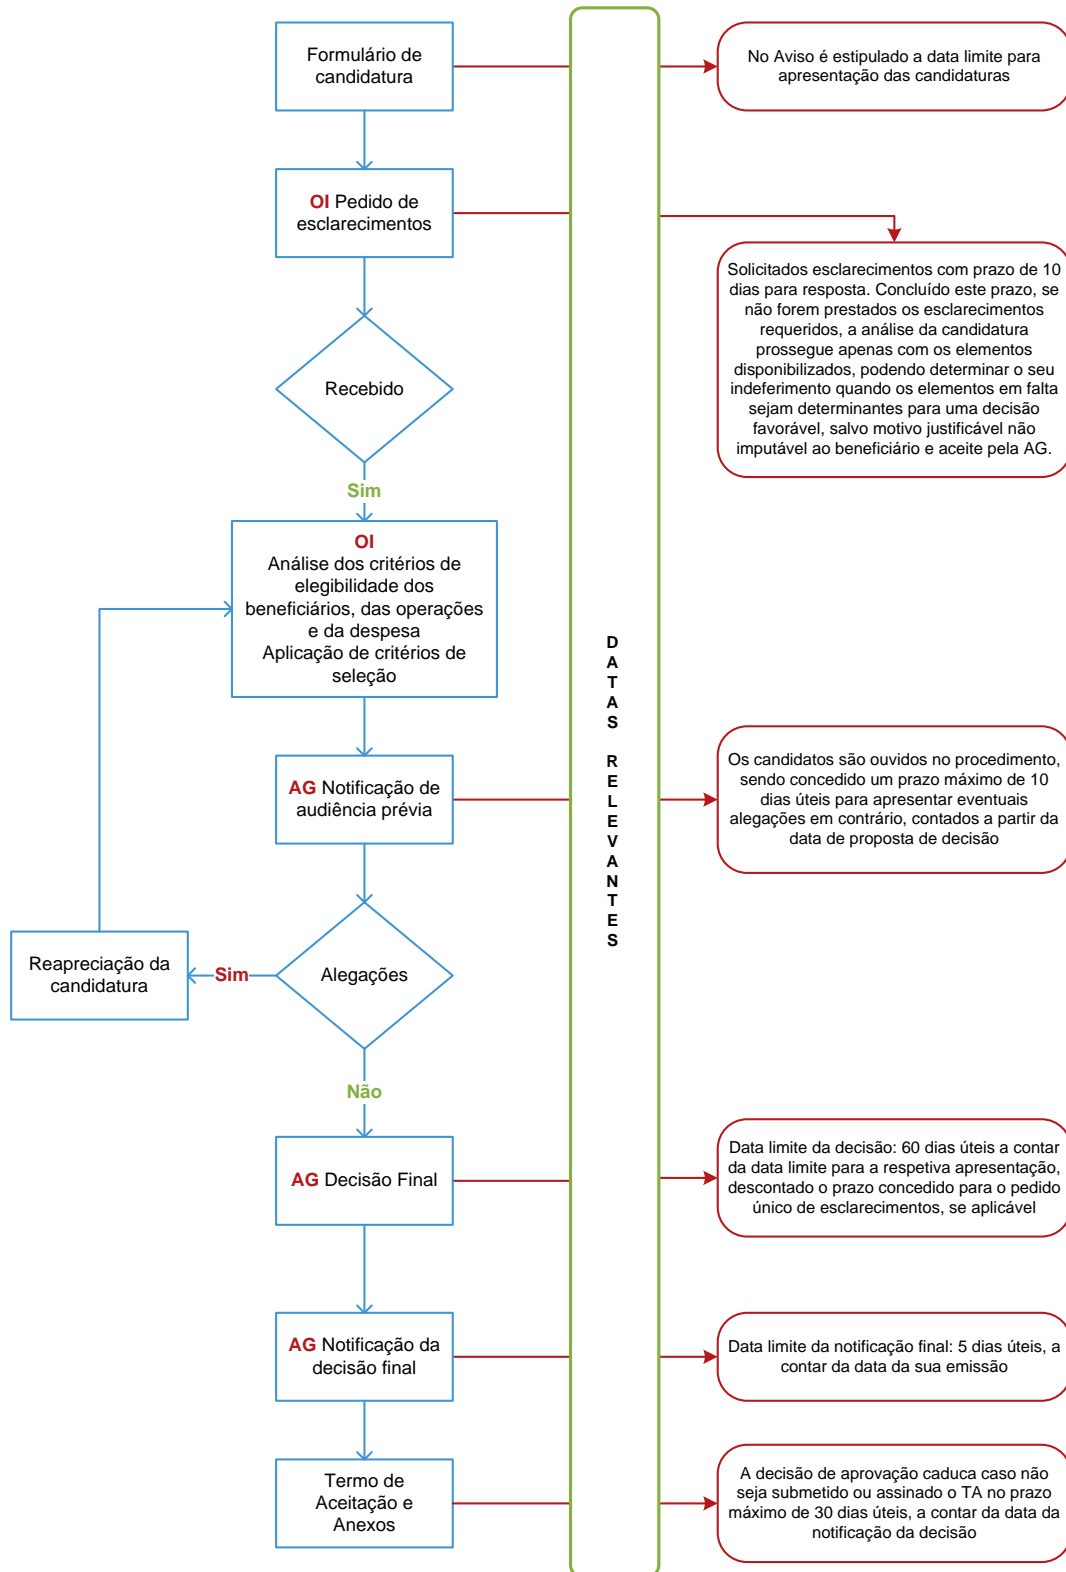 Formulário de
candidatura
No Aviso é estipulado a data limite para
apresentação das candidaturas
OI Pedido de
esclarecimentos
Solicitados esclarecimentos com prazo de 10
dias para resposta. Concluído este prazo, se
não forem prestados os esclarecimentos
requeridos, a análise da candidatura
prossegue apenas com os elementos
disponibilizados, podendo determinar o seu
indeferimento quando os elementos em falta
sejam determinantes para uma decisão
favorável, salvo motivo justificável não
imputável ao beneficiário e aceite pela AG.
Recebido
Sim
OI
Análise dos critérios de
elegibilidade dos
beneficiários, das operações
e da despesa
Aplicação de critérios de
seleção
DATAS RELEVANTES
AG Notificação de
audiência prévia
Os candidatos são ouvidos no procedimento,
sendo concedido um prazo máximo de 10
dias úteis para apresentar eventuais
alegações em contrário, contados a partir da
data de proposta de decisão
Alegações
Sim
Reapreciação da
candidatura
Não
AG Decisão Final
Data limite da decisão: 60 dias úteis a contar
da data limite para a respetiva apresentação,
descontado o prazo concedido para o pedido
único de esclarecimentos, se aplicável
AG Notificação da
decisão final
Data limite da notificação final: 5 dias úteis, a
contar da data da sua emissão
Termo de
Aceitação e
Anexos
A decisão de aprovação caduca caso não
seja submetido ou assinado o TA no prazo
máximo de 30 dias úteis, a contar da data da
notificação da decisão